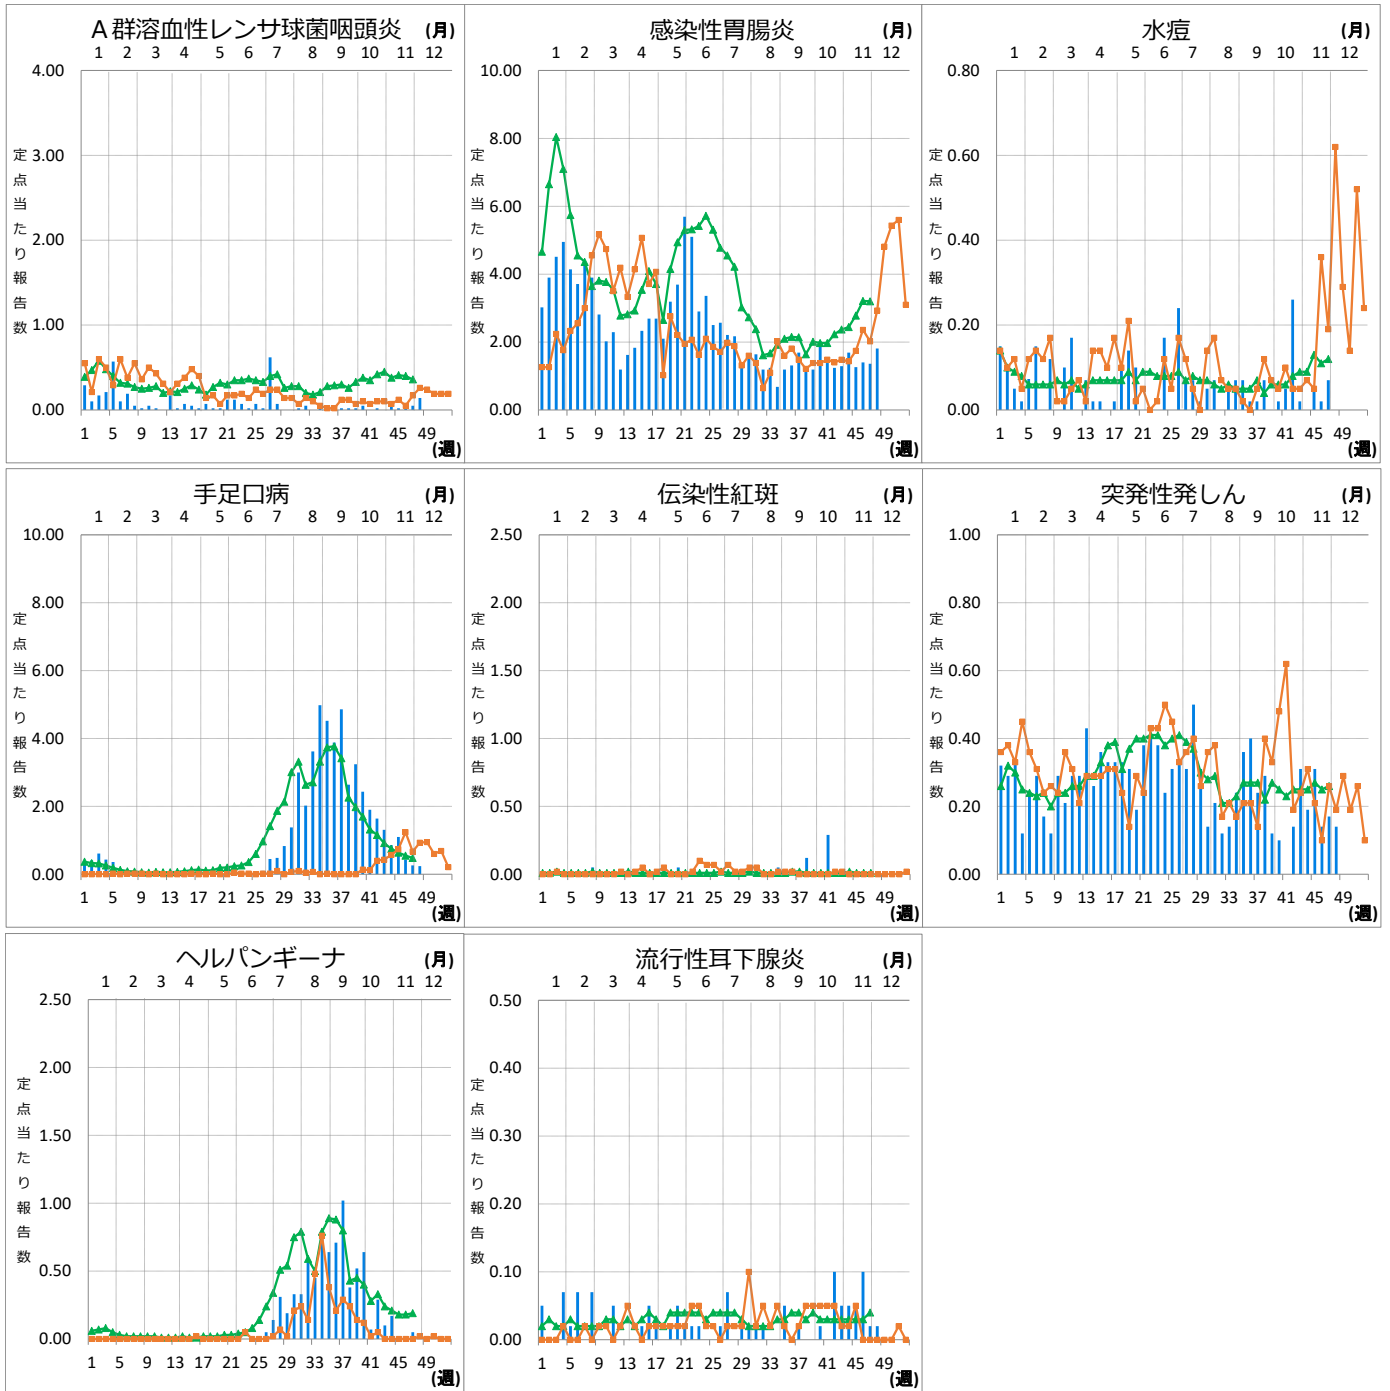 A群溶血性レンサ球菌咽頭炎 (月)
1 2 3 4 5 6 7 8 9 10 11 12
定点当たり報告数
4.00
3.00
2.00
1.00
0.00
1 5 9 13 17 21 25 29 33 37 41 45 49
(週)
感染性胃腸炎 (月)
1 2 3 4 5 6 7 8 9 10 11 12
定点当たり報告数
10.00
8.00
6.00
4.00
2.00
0.00
1 5 9 13 17 21 25 29 33 37 41 45 49
(週)
水痘 (月)
1 2 3 4 5 6 7 8 9 10 11 12
定点当たり報告数
0.80
0.60
0.40
0.20
0.00
1 5 9 13 17 21 25 29 33 37 41 45 49
(週)
手足口病 (月)
1 2 3 4 5 6 7 8 9 10 11 12
定点当たり報告数
10.00
8.00
6.00
4.00
2.00
0.00
1 5 9 13 17 21 25 29 33 37 41 45 49
(週)
伝染性紅斑 (月)
1 2 3 4 5 6 7 8 9 10 11 12
定点当たり報告数
2.50
2.00
1.50
1.00
0.50
0.00
1 5 9 13 17 21 25 29 33 37 41 45 49
(週)
突発性発しん (月)
1 2 3 4 5 6 7 8 9 10 11 12
定点当たり報告数
1.00
0.80
0.60
0.40
0.20
0.00
1 5 9 13 17 21 25 29 33 37 41 45 49
(週)
ヘルパンギーナ (月)
1 2 3 4 5 6 7 8 9 10 11 12
定点当たり報告数
2.50
2.00
1.50
1.00
0.50
0.00
1 5 9 13 17 21 25 29 33 37 41 45 49
(週)
流行性耳下腺炎 (月)
1 2 3 4 5 6 7 8 9 10 11 12
定点当たり報告数
0.50
0.40
0.30
0.20
0.10
0.00
1 5 9 13 17 21 25 29 33 37 41 45 49
(週)